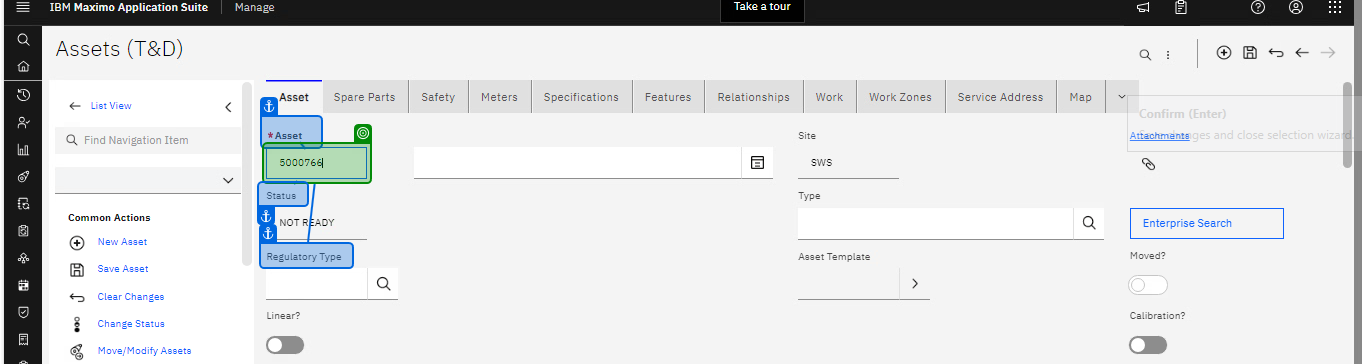 IBM Maximo Application Suite
Manage
Take a tour
Assets (T&D)
List View
Find Navigation Item
Common Actions
New Asset
Save Asset
Clear Changes
Change Status
Move/Modify Assets
Asset
Spare Parts
Safety
Meters
Specifications
Features
Relationships
Work
Work Zones
Service Address
Map
Confirm (Enter)
changes and close selection wizard.
Attachments
* Asset
5000766
Site
SWS
Status
NOT READY
Type
Enterprise Search
Regulatory Type
Asset Template
Moved?
Linear?
Calibration?